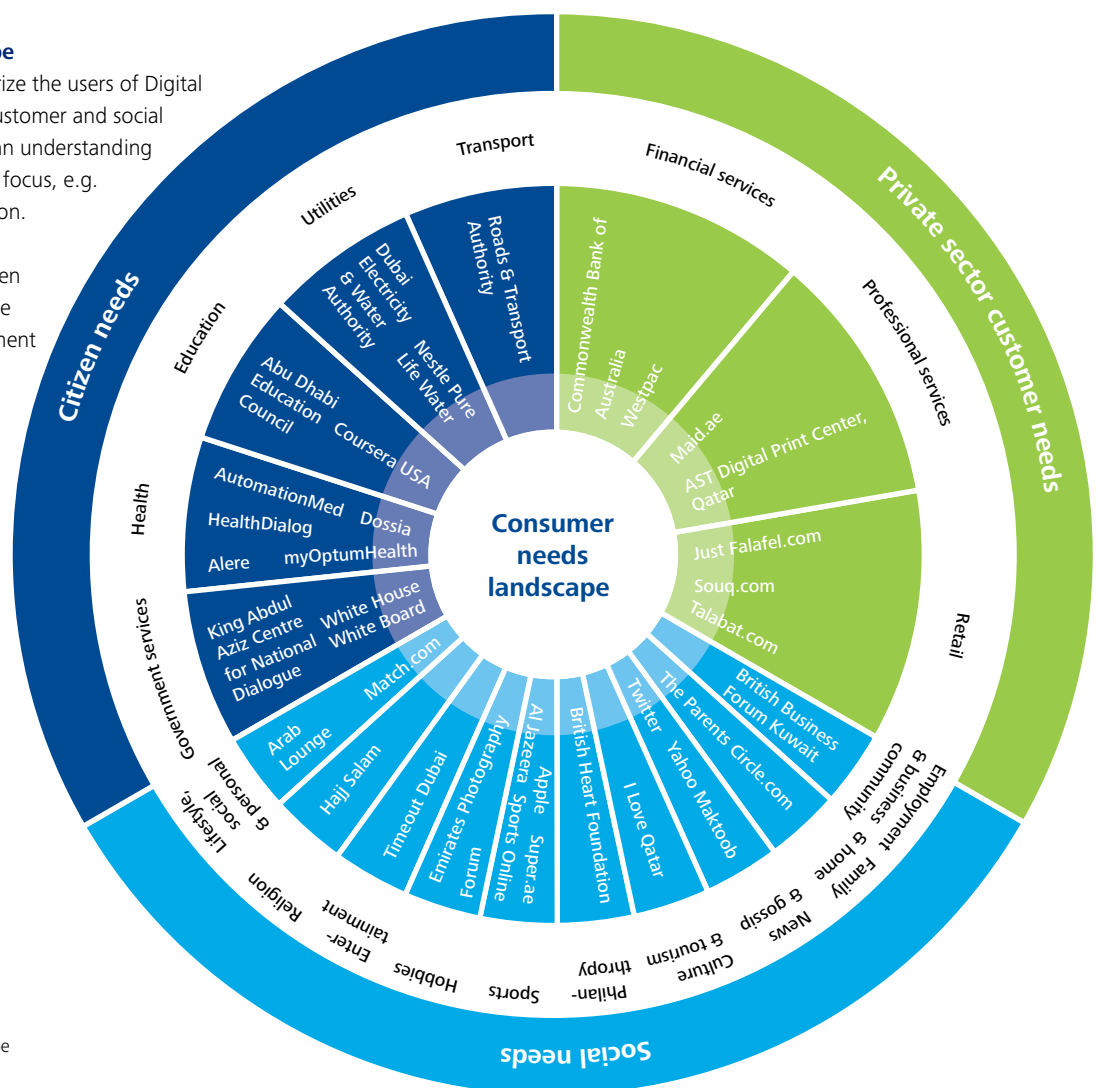 pe
rize the users of Digital
ustomer and social
an understanding
focus, e.g.
on.
en
e
ment
Citizen needs
Private sector customer needs
Social needs
Transport
Utilities
Education
Health
Government services
Financial services
Professional services
Retail
Employment
& business
community
Family
& home
News
& gossip
Culture
& tourism
Philan-
thropy
Sports
Hobbies
Enter-
tainment
Religion
Lifestyle,
social
& personal
Roads & Transport
Authority
Dubai
Electricity
& Water
Authority
Nestle Pure
Life Water
Abu Dhabi
Education
Council
Coursera USA
AutomationMed
HealthDialog
Dossia
Alere
myOptumHealth
King Abdul
Aziz Centre
for National
Dialogue
White House
White Board
Commonwealth Bank of
Australia
Westpac
Maid.ae
AST Digital Print Center,
Qatar
Just Falafel.com
Souq.com
Talabat.com
British Business
Forum Kuwait
The Parents Circle.com
Twitter
Yahoo Maktoob
I Love Qatar
British Heart Foundation
Apple
Super.ae
Al Jazeera Sports Online
Emirates Photography
Forum
Timeout Dubai
Hajj Salam
Match.com
Arab
Lounge
Consumer
needs
landscape
pe